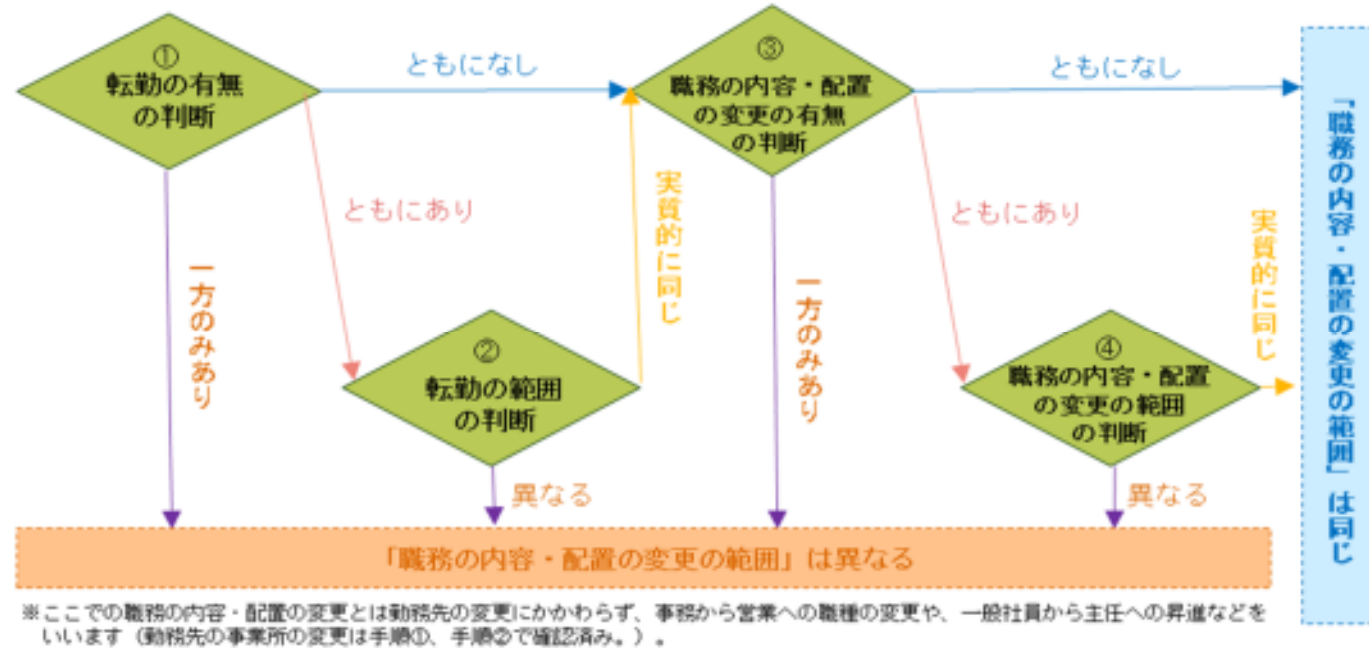 ①
転勤の有無
の判断
ともになし
③
職務の内容・配置
の変更の有無
の判断
ともになし
ともにあり
実質的に同じ
ともにあり
実質的に同じ
一方のみあり
②
転勤の範囲
の判断
一方のみあり
④
職務の内容・配置
の変更の範囲
の判断
異なる
異なる
「職務の内容・配置の変更の範囲」は異なる
「職務の内容・配置の変更の範囲」は同じ
※ここでの職務の内容・配置の変更とは勤務先の変更にかかわらず、事務から営業への職種の変更や、一般社員から主任への昇進などを
いいます（勤務先の事業所の変更は手順①、手順②で確認済み。）。